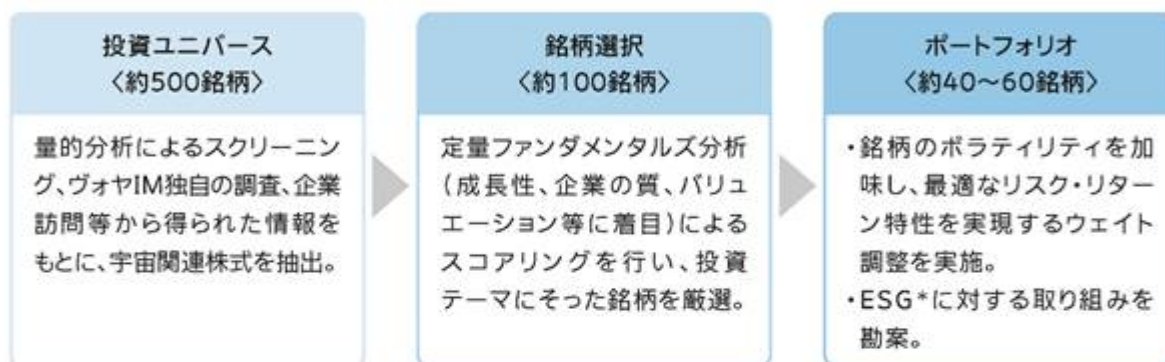 投資ユニバース
〈約500銘柄〉
量的分析によるスクリーニン
グ、ヴォヤIM独自の調査、企業
訪問等から得られた情報を
もとに、宇宙関連株式を抽出。
銘柄選択
〈約100銘柄〉
定量ファンダメンタルズ分析
(成長性、企業の質、バリュ
エーション等に着目)による
スコアリングを行い、投資
テーマにそった銘柄を厳選。
ポートフォリオ
〈約40～60銘柄〉
・銘柄のボラティリティを加
味し、最適なリスク・リター
ン特性を実現するウェイト
調整を実施。
・ESG*に対する取り組みを
勘案。